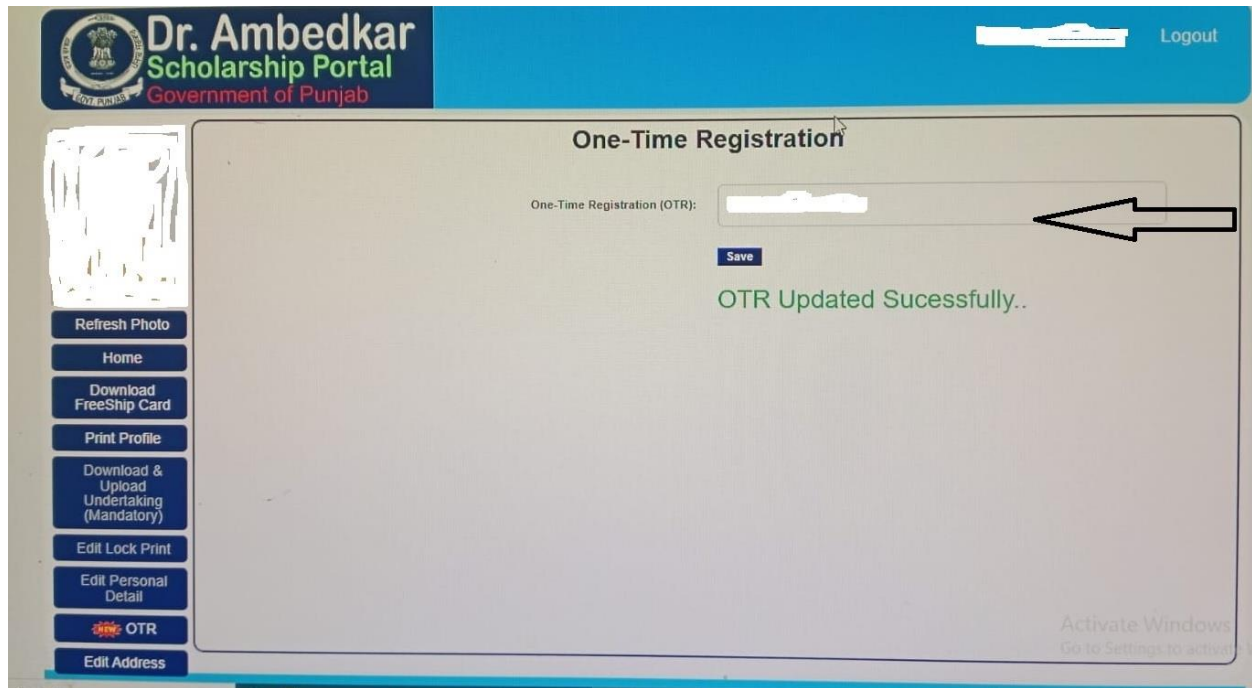 Dr. Ambedkar
Scholarship Portal
Government of Punjab
GOVT. PUNJAB
Logout
One-Time Registration
One-Time Registration (OTR):
Save
OTR Updated Sucessfully..
Refresh Photo
Home
Download
FreeShip Card
Print Profile
Download &
Upload
Undertaking
(Mandatory)
Edit Lock Print
Edit Personal
Detail
NEW OTR
Edit Address
Activate Windows
Go to Settings to activate